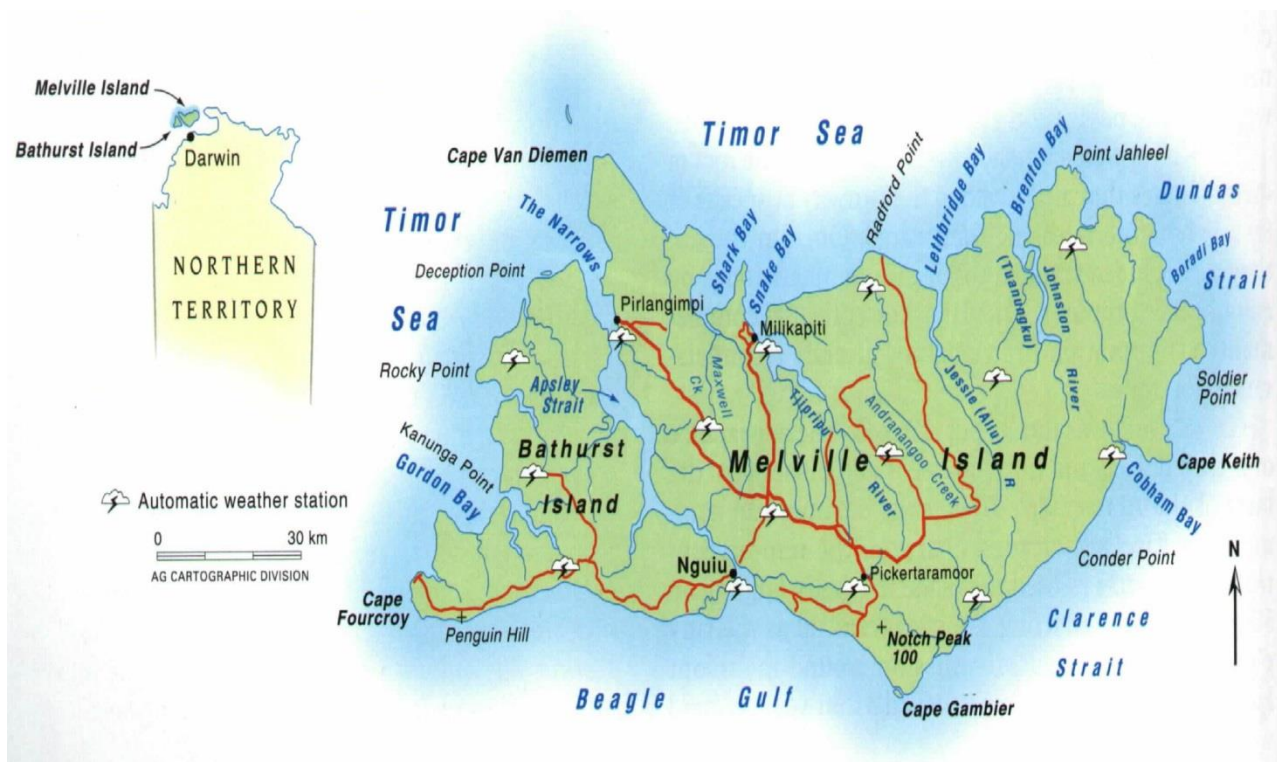 Melville Island
Bathurst Island
Darwin
NORTHERN
TERRITORY
Automatic weather station
0 30 km
AG CARTOGRAPHIC DIVISION
Timor Sea
Cape Van Diemen
The Narrows
Timor
Sea
Deception Point
Rocky Point
Apsley
Strait
Kanunga Point
Gordon Bay
Bathurst
Island
Cape
Fourcroy
Penguin Hill
Nguiu
Pirlangimpi
Shark Bay
Snake Bay
Milikapiti
Maxwell
Ck
Tjipripu
River
Radford Point
Andranangoo Creek
Lethbridge Bay
Jessie (Aliu) R
Brenton Bay
(Tuanungku)
Johnston
River
Point Jahleel
Dundas
Strait
Boradi Bay
Soldier
Point
Cape Keith
Cobham Bay
Conder Point
Melville Island
Pickertaramoor
Notch Peak
100
Cape Gambier
Clarence
Strait
Beagle Gulf
N